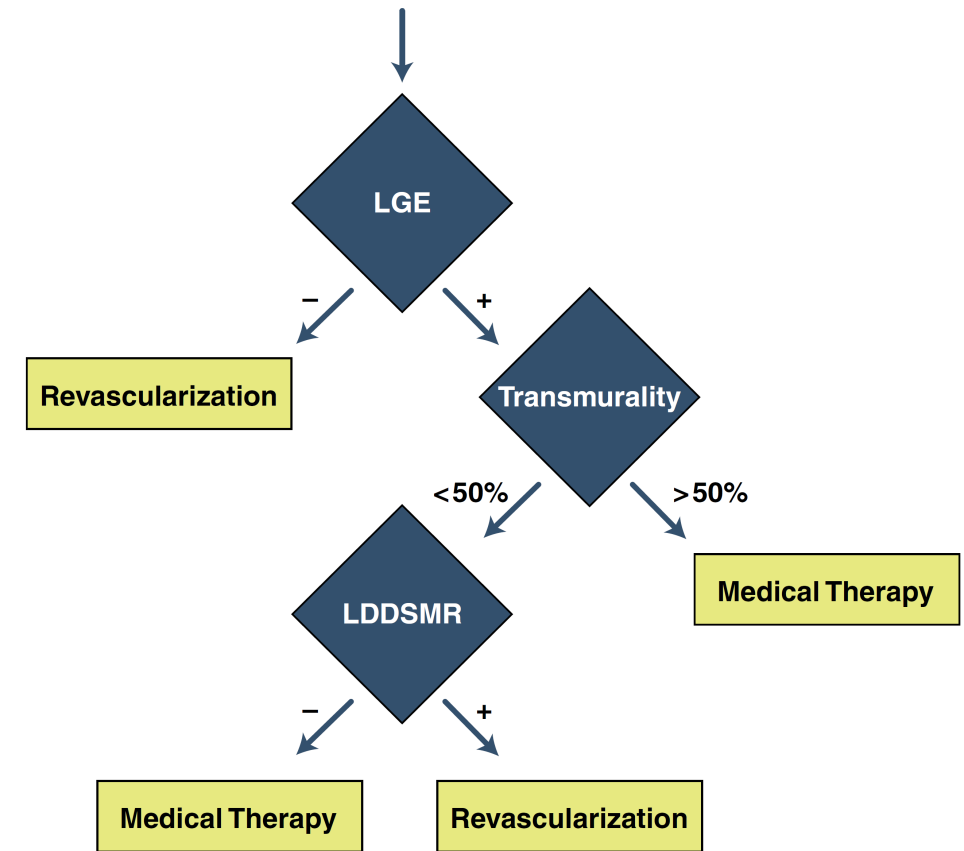 LGE
–
+
Revascularization
Transmurality
<50%
>50%
Medical Therapy
LDDSMR
–
+
Medical Therapy
Revascularization